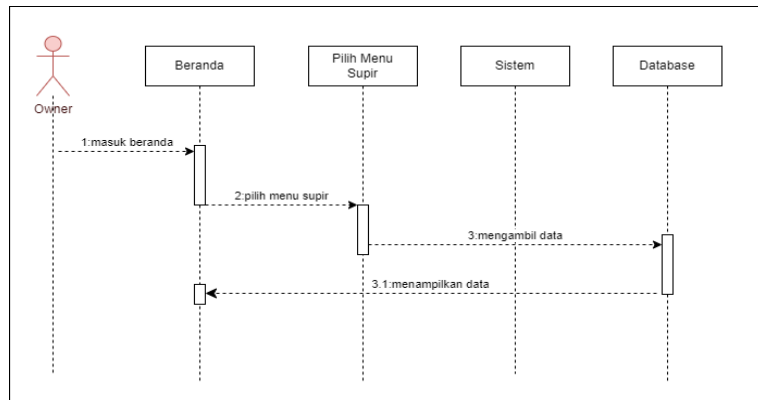 Beranda
Pilih Menu
Supir
Sistem
Database
Owner
1:masuk beranda
2:pilih menu supir
3:mengambil data
3.1:menampilkan data